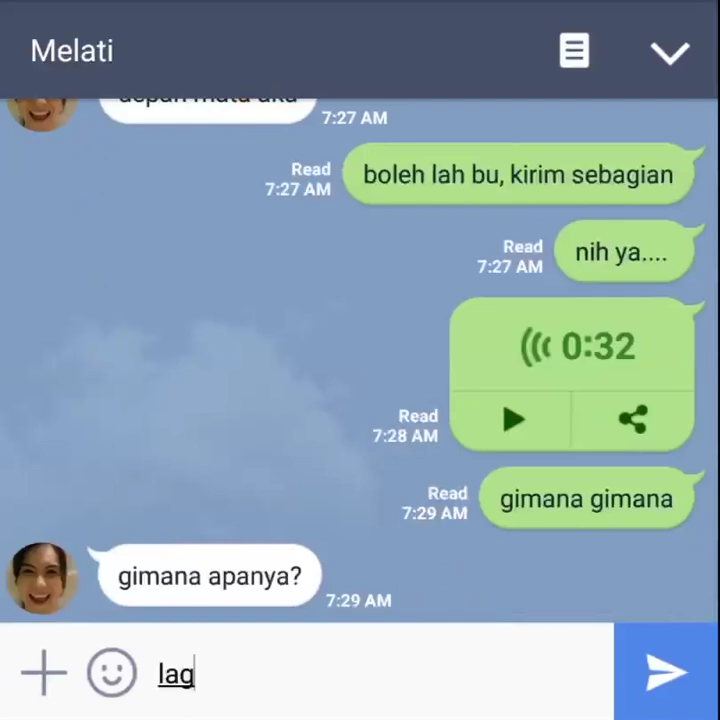 Melati
7:27 AM
Read
7:27 AM
boleh lah bu, kirim sebagian
Read
7:27 AM
nih ya....
0:32
Read
7:28 AM
Read
7:29 AM
gimana gimana
gimana apanya?
7:29 AM
lag